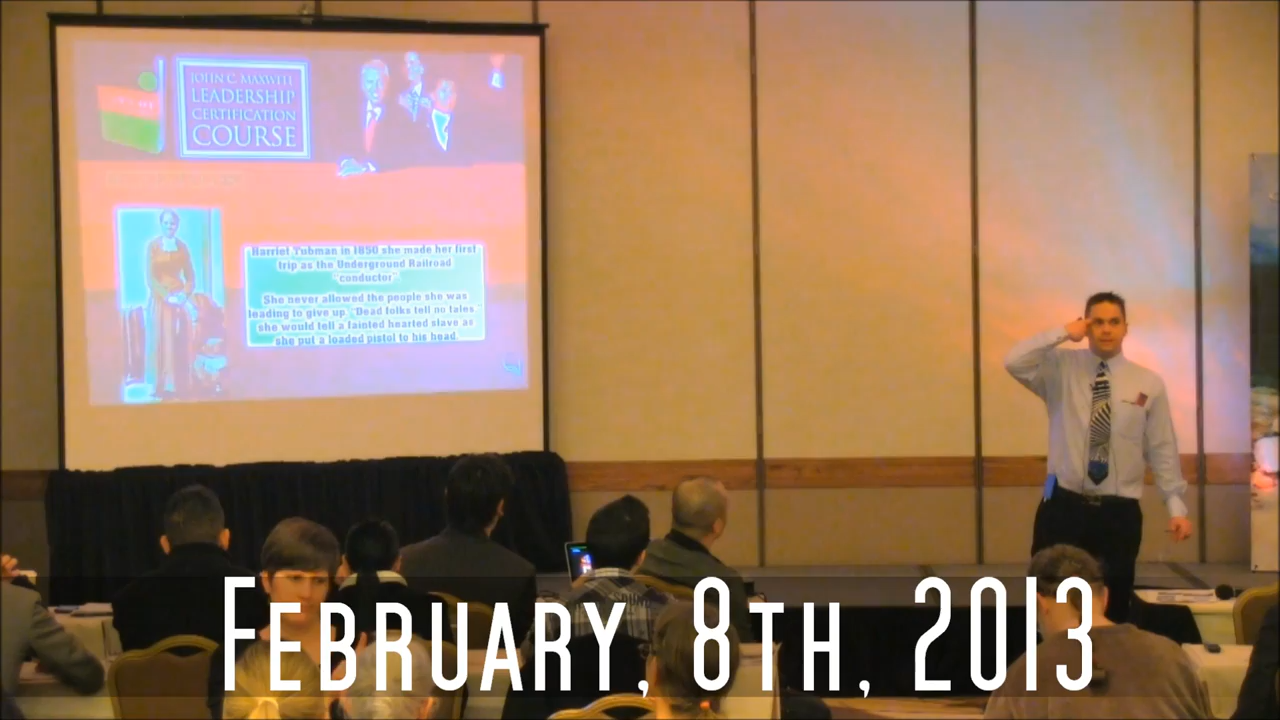 JOHN C. MAXWELL
LEADERSHIP
CERTIFICATION
COURSE
Harriet Tubman in 1850 she made her first
trip as the Underground Railroad
"conductor".
She never allowed the people she was
leading to give up. "Dead folks tell no tales."
she would tell a fainted hearted slave as
she put a loaded pistol to his head.
FEBRUARY, 8TH, 2013